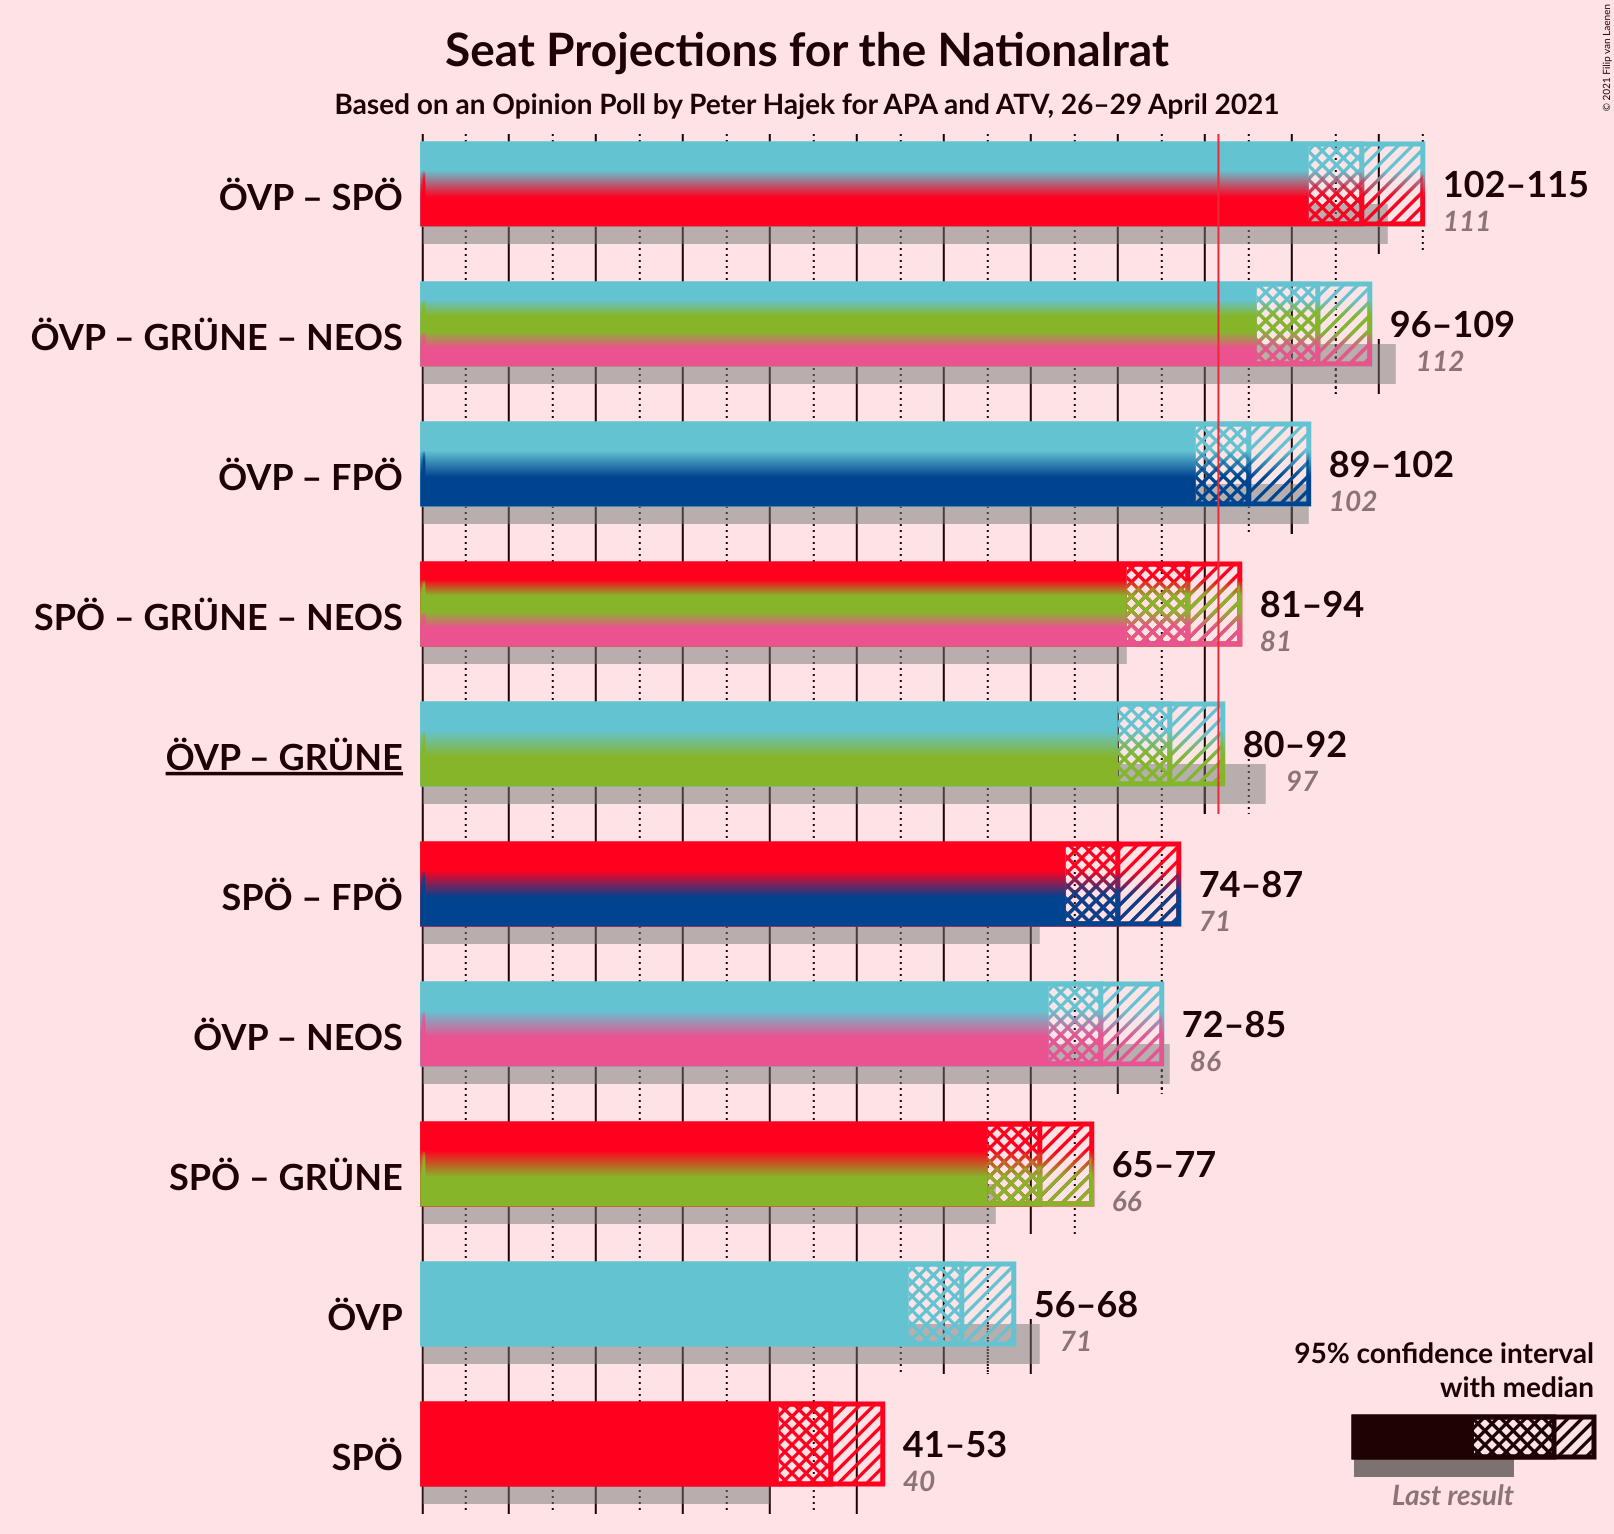 Seat Projections for the Nationalrat
Based on an Opinion Poll by Peter Hajek for APA and ATV, 26–29 April 2021
© 2021 Filip van Laenen
ÖVP – SPÖ
102–115
111
ÖVP – GRÜNE – NEOS
96–109
112
ÖVP – FPÖ
89–102
102
SPÖ – GRÜNE – NEOS
81–94
81
ÖVP – GRÜNE
80–92
97
SPÖ – FPÖ
74–87
71
ÖVP – NEOS
72–85
86
SPÖ – GRÜNE
65–77
66
ÖVP
56–68
71
SPÖ
41–53
40
95% confidence interval
with median
Last result